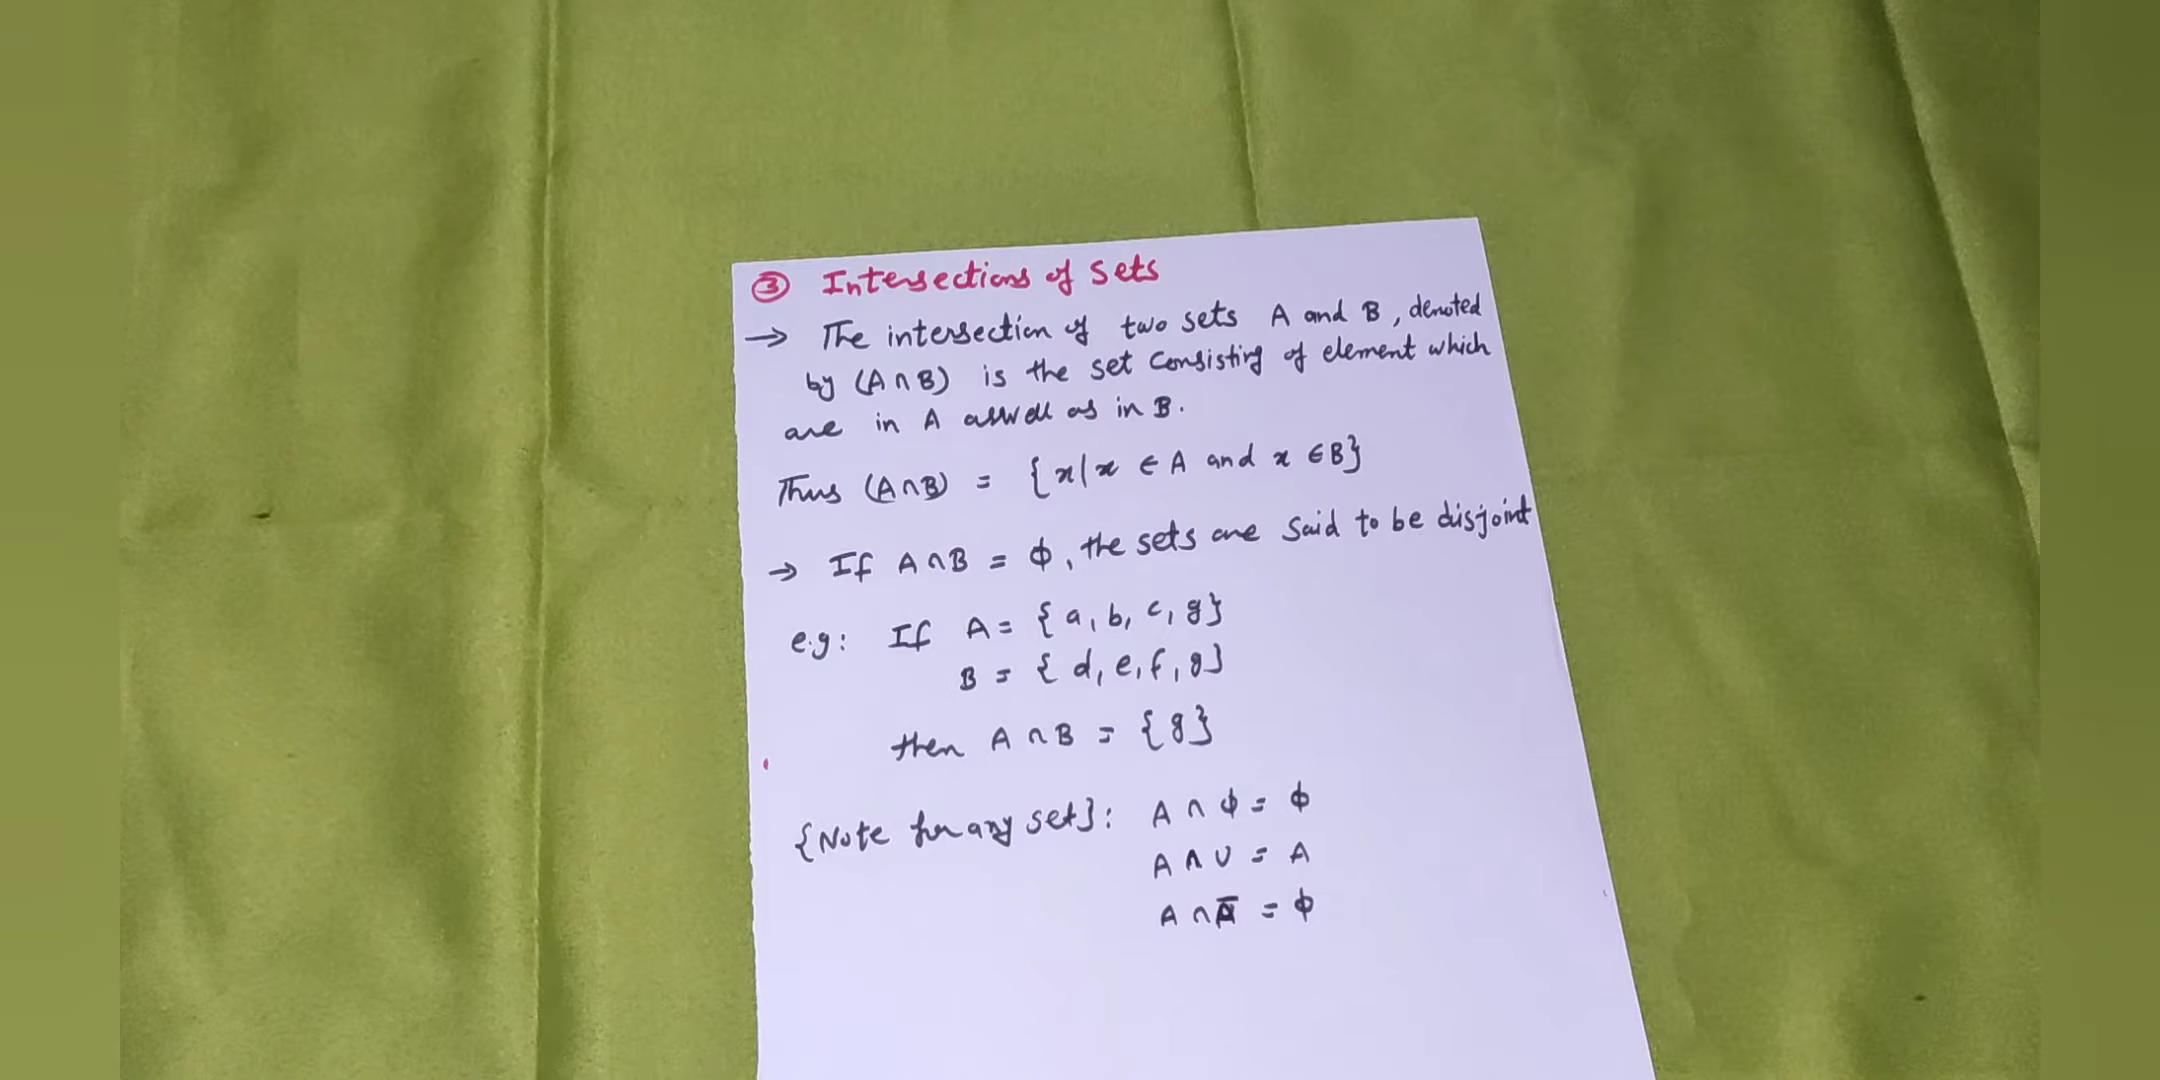 ③ Intersections of Sets
→ The intersection of two sets A and B, denoted
by (A∩B) is the set consisting of element which
are in A aswell as in B.
Thus (A∩B) = {x|x ∈ A and x ∈B}
→ If A∩B = ϕ, the sets are said to be disjoint
e.g: If A = {a, b, c, g}
B = {d, e, f, g}
then A∩B = {g}
{Note for any set}: A ∩ ϕ = ϕ
A ∩ U = A
A ∩ Ā = ϕ